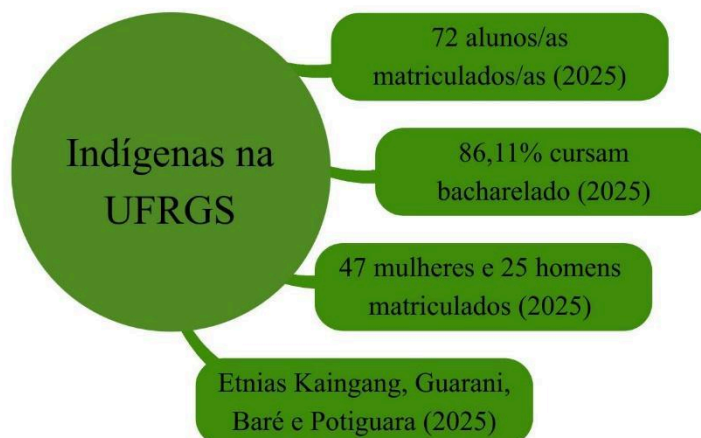 Indígenas na
UFRGS
72 alunos/as
matriculados/as (2025)
86,11% cursam
bacharelado (2025)
47 mulheres e 25 homens
matriculados (2025)
Etnias Kaingang, Guarani,
Baré e Potiguara (2025)